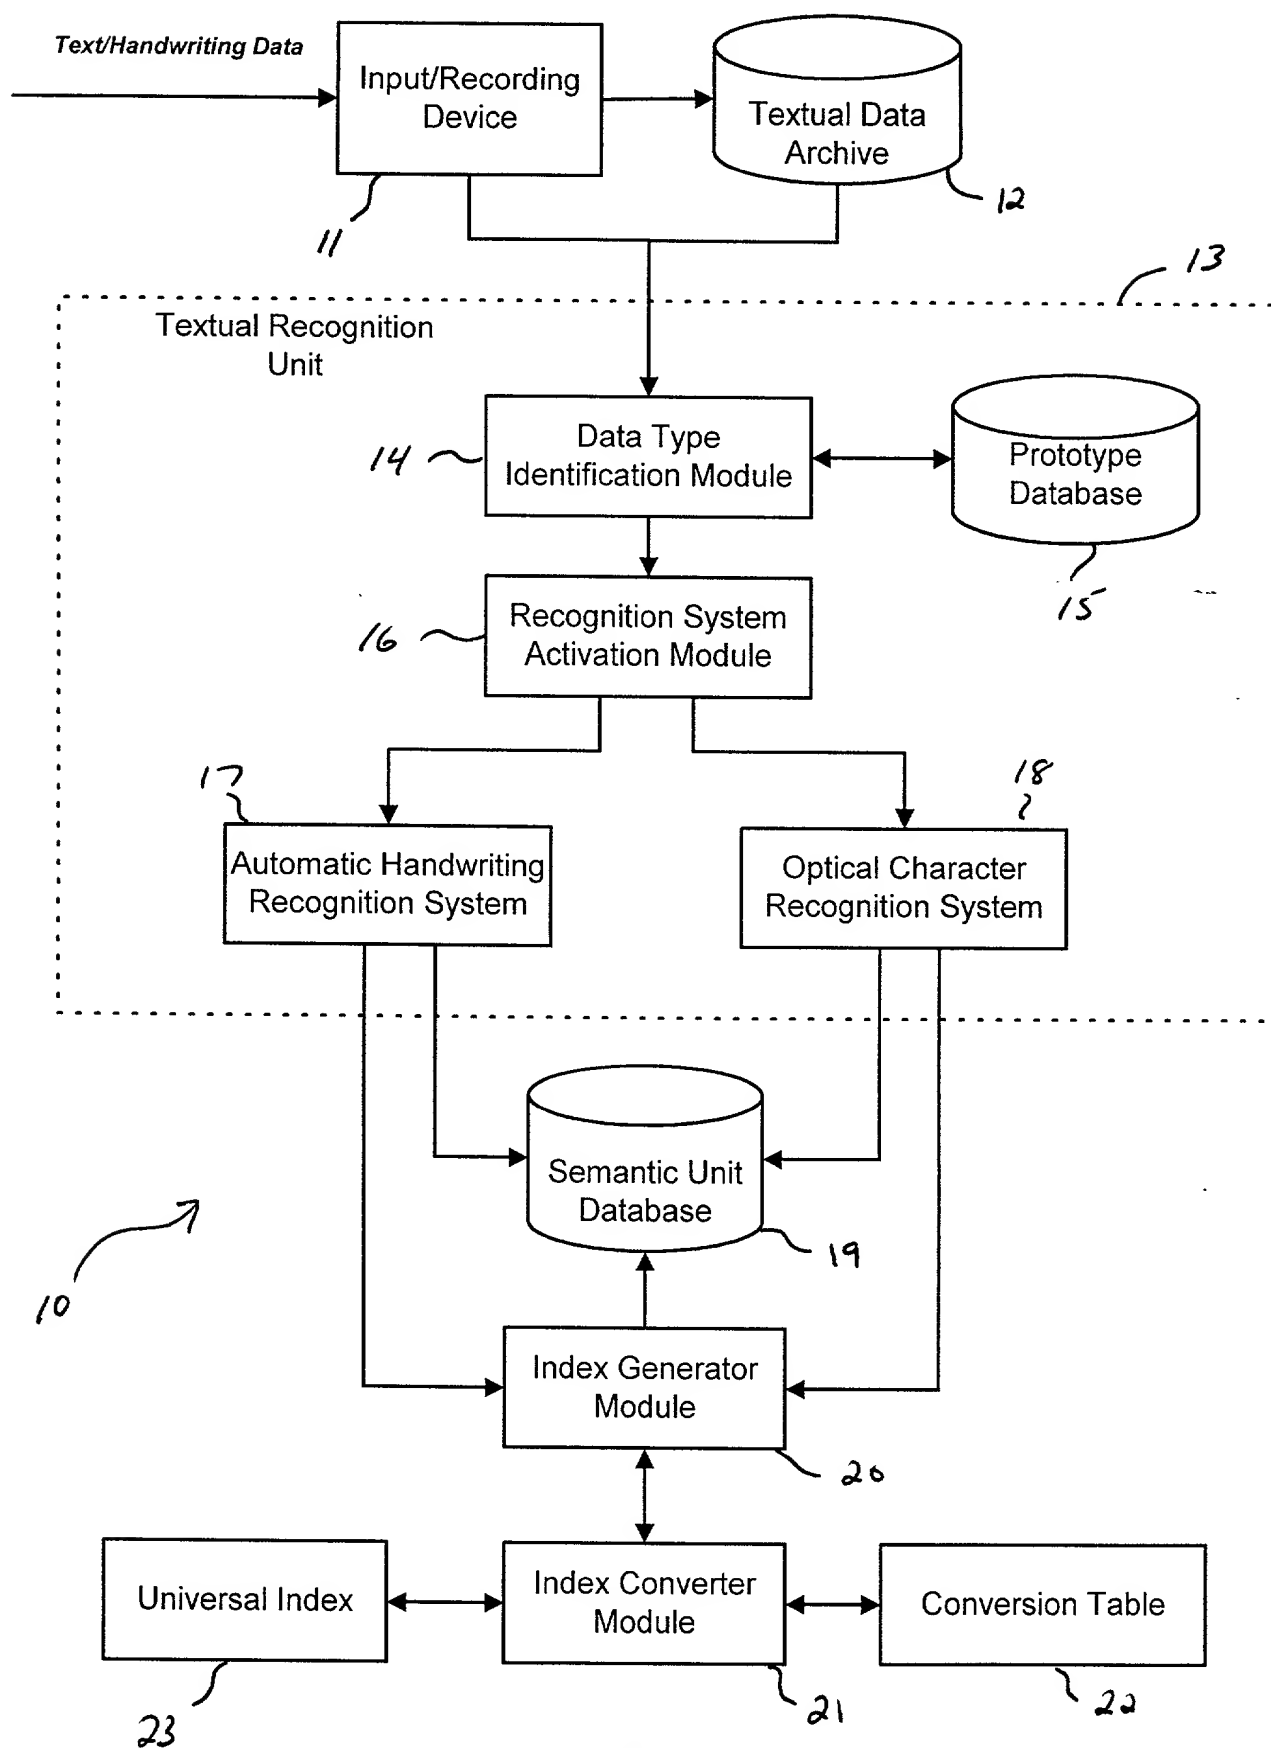 Text/Handwriting Data
Input/Recording
Device
Textual Data
Archive
11
12
13
Textual Recognition
Unit
14
Data Type
Identification Module
Prototype
Database
15
16
Recognition System
Activation Module
17
18
Automatic Handwriting
Recognition System
Optical Character
Recognition System
Semantic Unit
Database
19
10
Index Generator
Module
20
Universal Index
Index Converter
Module
Conversion Table
23
21
22